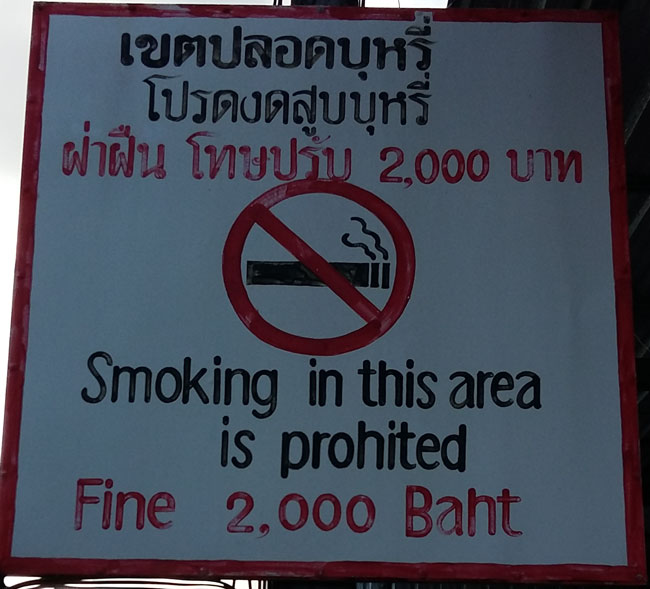 เขตปลอดบุหรี่
โปรดงดสูบบุหรี่
ฝ่าฝืน โทษปรับ 2,000 บาท
Smoking in this area
is prohited
Fine 2,000 Baht